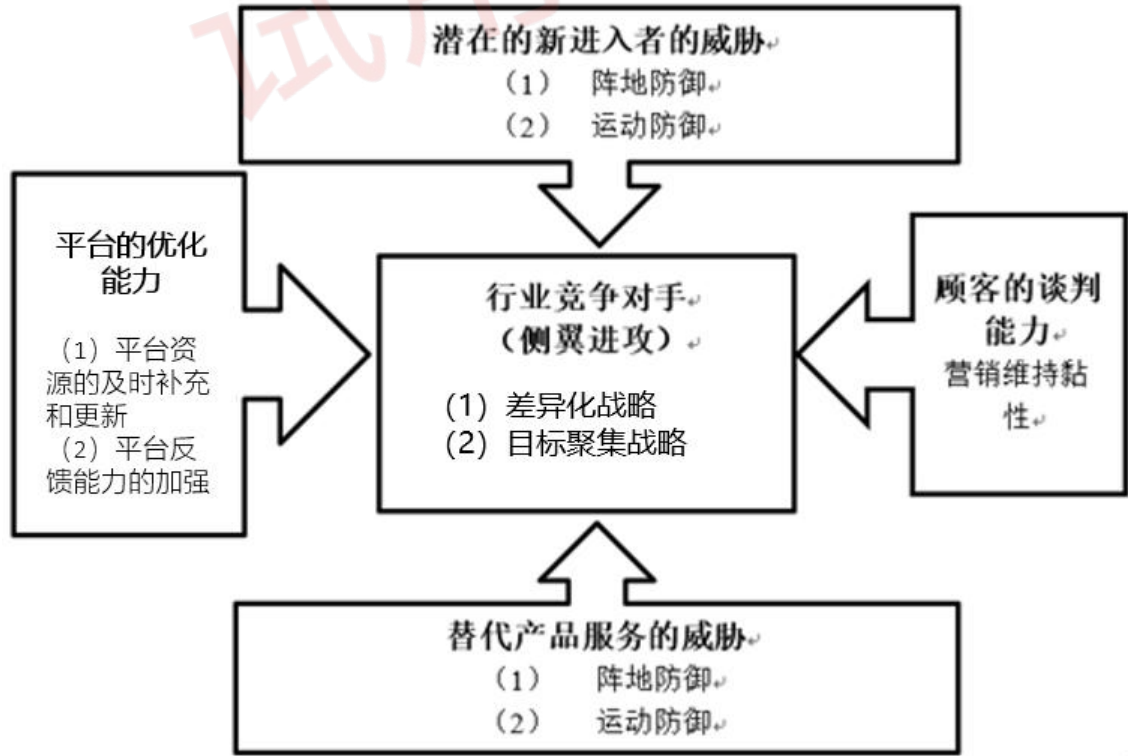 潜在的新进入者的威胁
（1） 阵地防御
（2） 运动防御
平台的优化
能力
（1）平台资
源的及时补充
和更新
（2）平台反
馈能力的加强
行业竞争对手
（侧翼进攻）
（1）差异化战略
（2）目标聚集战略
顾客的谈判
能力
营销维持黏
性
替代产品服务的威胁
（1） 阵地防御
（2） 运动防御